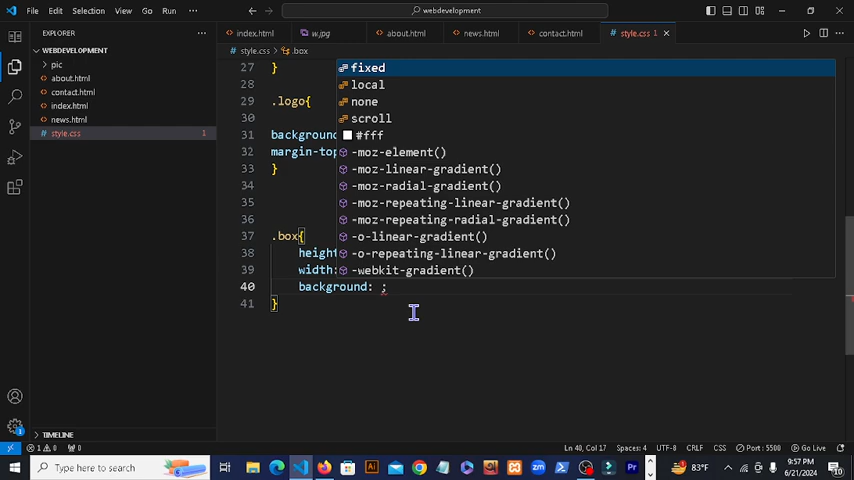 File Edit Selection View Go Run ···
webdevelopment
EXPLORER ···
WEBDEVELOPMENT
pic
about.html
contact.html
index.html
news.html
# style.css 1
TIMELINE
index.html w.jpg about.html news.html contact.html # style.css 1 ×
# style.css > .box
27 }
28
29 .logo{
30
31 background
32 margin-top
33 }
34
35
36
37 .box{
38 height
39 width:
40 background: ;
41 }
fixed
local
none
scroll
#fff
-moz-element()
-moz-linear-gradient()
-moz-radial-gradient()
-moz-repeating-linear-gradient()
-moz-repeating-radial-gradient()
-o-linear-gradient()
-o-repeating-linear-gradient()
-webkit-gradient()
1 0 0 Ln 40, Col 17 Spaces: 4 UTF-8 CRLF CSS Port : 5500 Go Live
Type here to search
Ai
zm
Pr
83°F
9:57 PM
6/21/2024
10